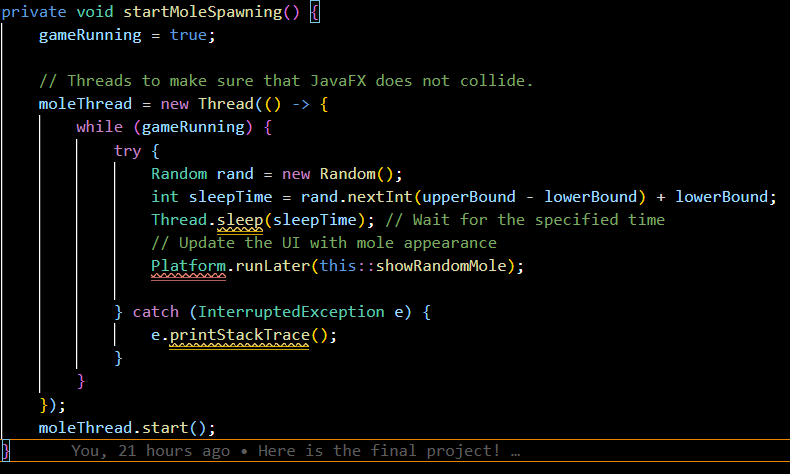 private void startMoleSpawning() {
    gameRunning = true;

    // Threads to make sure that JavaFX does not collide.
    moleThread = new Thread(() -> {
        while (gameRunning) {
            try {
                Random rand = new Random();
                int sleepTime = rand.nextInt(upperBound - lowerBound) + lowerBound;
                Thread.sleep(sleepTime); // Wait for the specified time
                // Update the UI with mole appearance
                Platform.runLater(this::showRandomMole);

            } catch (InterruptedException e) {
                e.printStackTrace();
            }
        }
    });
    moleThread.start();
}      You, 21 hours ago • Here is the final project! …